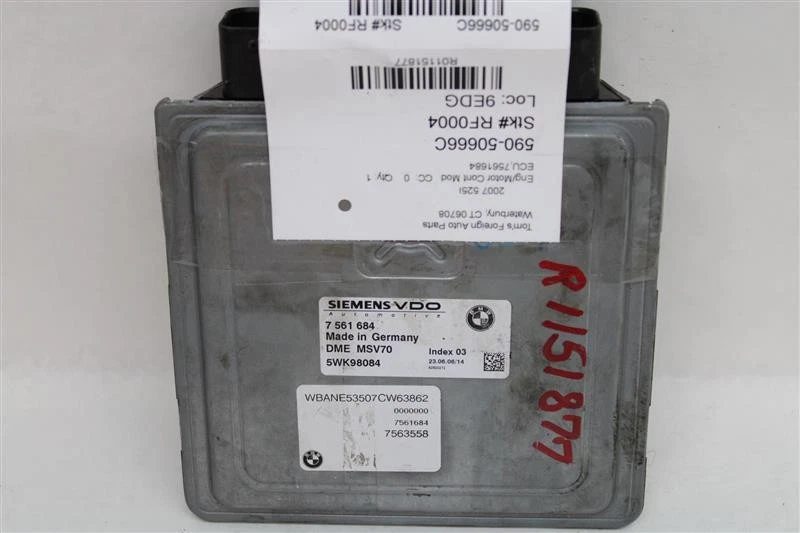 590-50666C
Stk# RF0004
R01151877
Loc: 9EDG
Stk# RF0004
590-50666C
ECU,7561684
Eng/Motor Cont Mod CC: 0 Qty: 1
2007 525I
Waterbury, CT 06708
Tom's Foreign Auto Parts
R1151877
SIEMENS VDO
Automotive
BMW
7 561 684
Made in Germany
DME MSV70
Index 03
5WK98084
23.06.06/14
WBANE53507CW63862
0000000
7561684
7563558